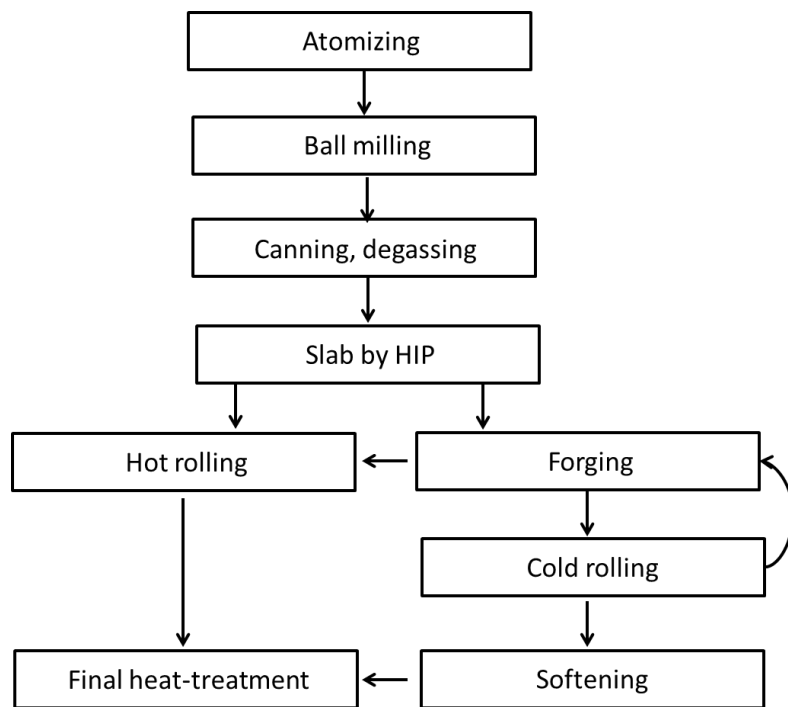 Atomizing
Ball milling
Canning, degassing
Slab by HIP
Hot rolling
Forging
Cold rolling
Final heat-treatment
Softening